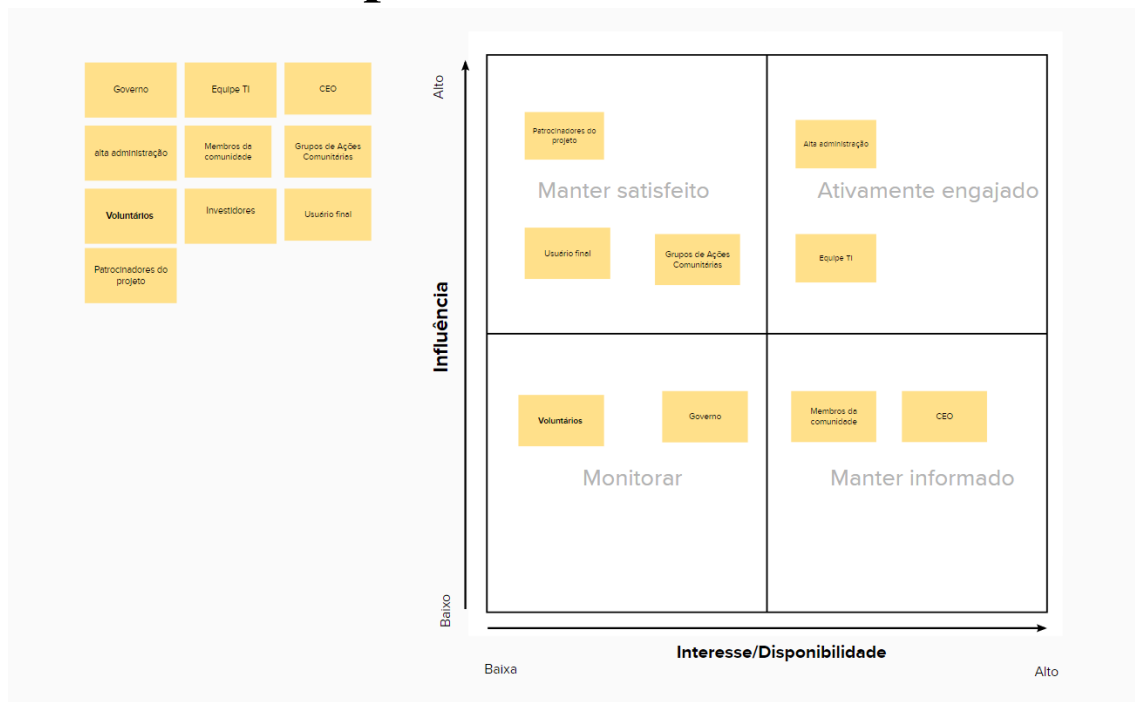 Governo
Equipe TI
CEO
alta administração
Membros da
comunidade
Grupos de Ações
Comunitárias
Voluntários
Investidores
Usuário final
Patrocinadores do
projeto
Alto
Influência
Baixo
Patrocinadores do
projeto
Manter satisfeito
Usuário final
Grupos de Ações
Comunitárias
Alta administração
Ativamente engajado
Equipe TI
Voluntários
Governo
Monitorar
Membros da
comunidade
CEO
Manter informado
Interesse/Disponibilidade
Baixa
Alto